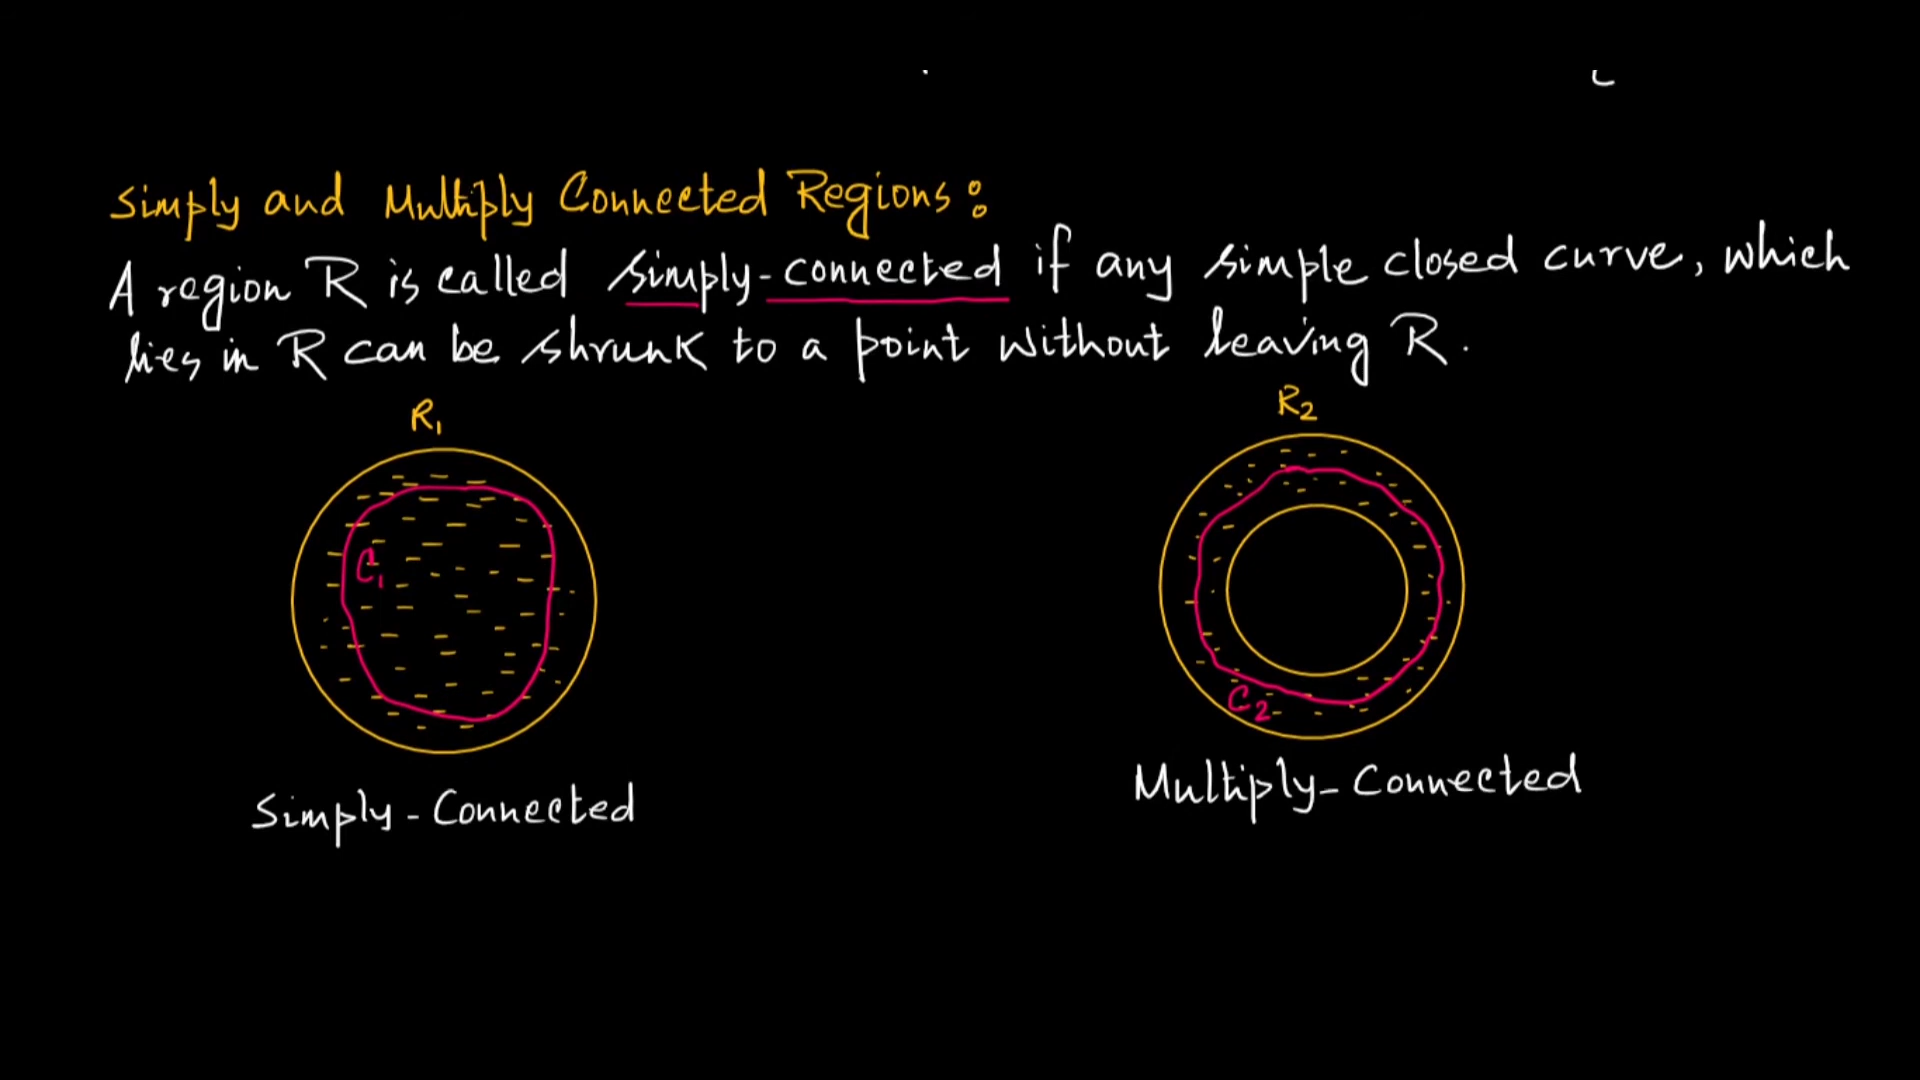 Simply and Multiply Connected Regions :
A region R is called simply-connected if any simple closed curve, which
lies in R can be shrunk to a point without leaving R.
R₁
R₂
C₁
C₂
Simply-Connected
Multiply-Connected